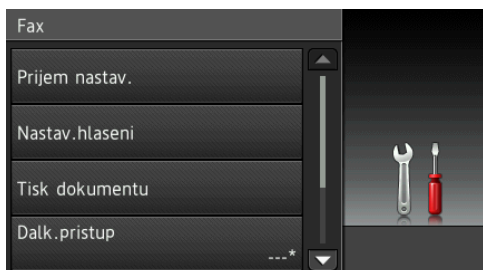 Fax
Prijem nastav.
Nastav.hlaseni
Tisk dokumentu
Dalk.pristup
---*